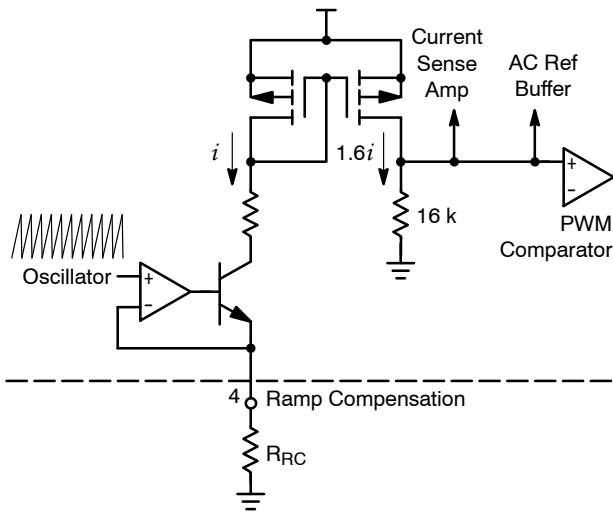 Current
Sense
Amp
AC Ref
Buffer
i
1.6i
+
−
16 k
PWM
Comparator
Oscillator
+
−
4
Ramp Compensation
RRC